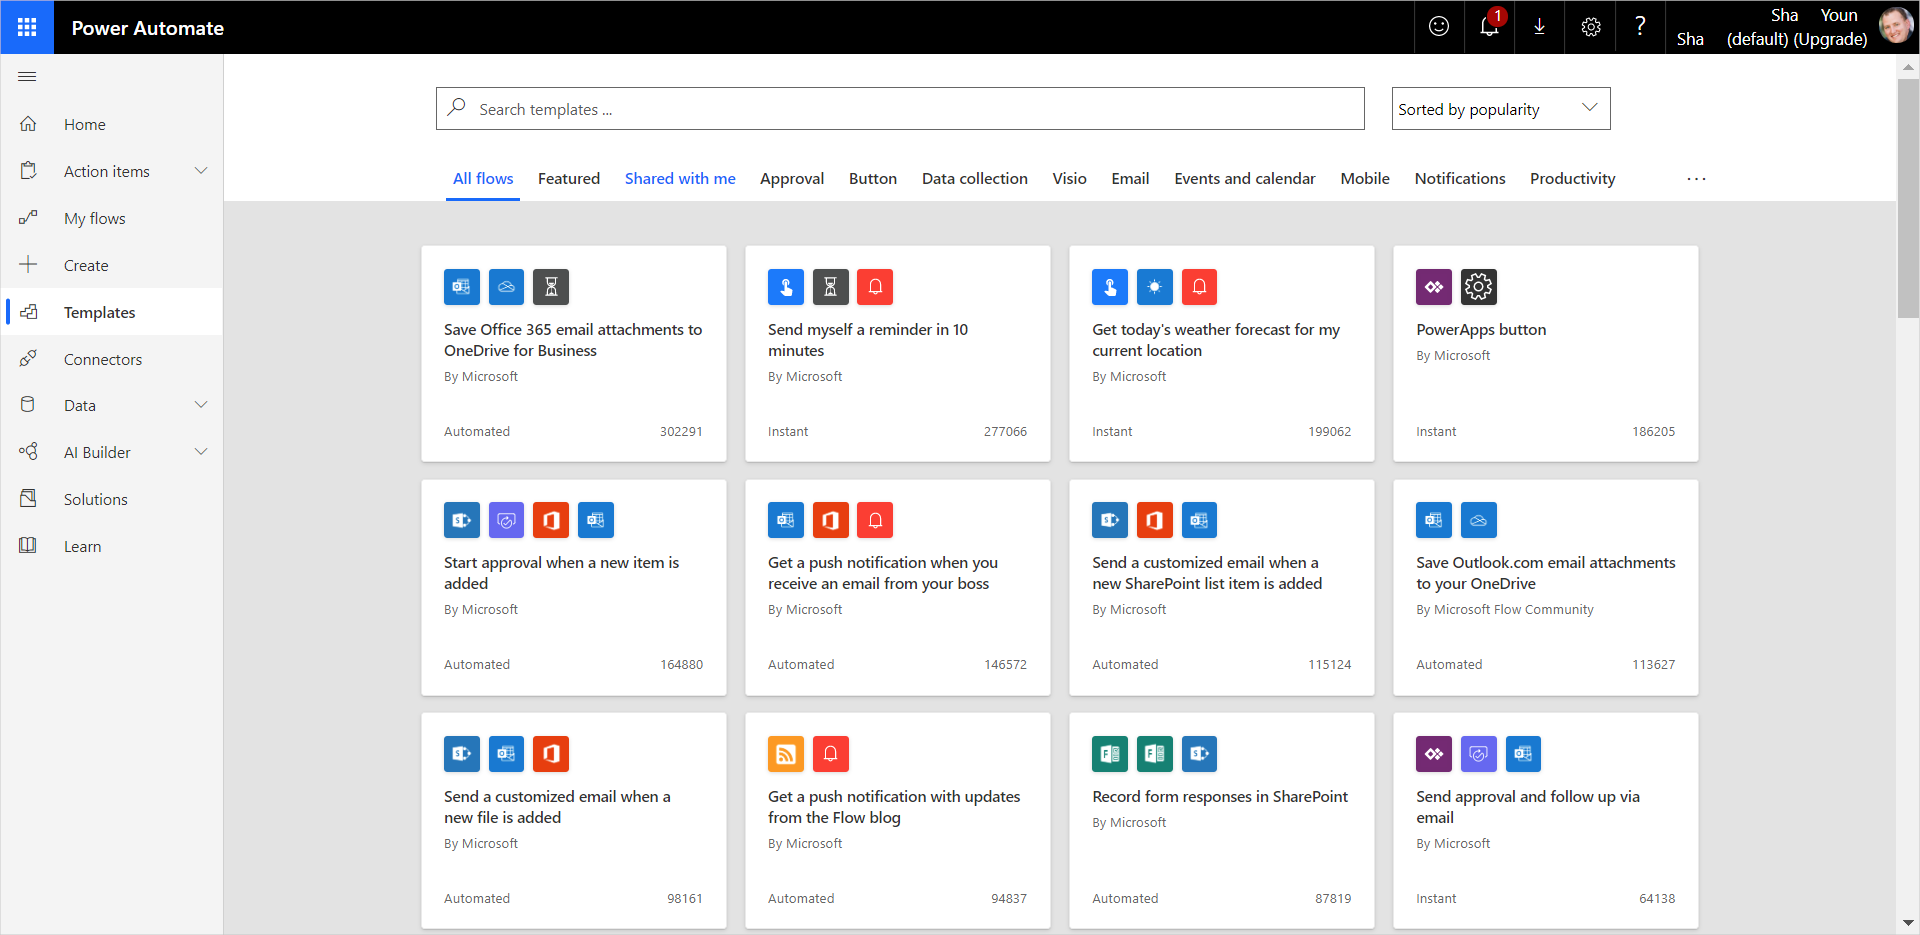 Power Automate
1
?
Sha Youn
Sha (default) (Upgrade)
Home
Action items
My flows
Create
Templates
Connectors
Data
AI Builder
Solutions
Learn
Search templates ...
Sorted by popularity
All flows Featured Shared with me Approval Button Data collection Visio Email Events and calendar Mobile Notifications Productivity ...
Save Office 365 email attachments to
OneDrive for Business
By Microsoft
Automated 302291
Send myself a reminder in 10
minutes
By Microsoft
Instant 277066
Get today's weather forecast for my
current location
By Microsoft
Instant 199062
PowerApps button
By Microsoft
Instant 186205
Start approval when a new item is
added
By Microsoft
Automated 164880
Get a push notification when you
receive an email from your boss
By Microsoft
Automated 146572
Send a customized email when a
new SharePoint list item is added
By Microsoft
Automated 115124
Save Outlook.com email attachments
to your OneDrive
By Microsoft Flow Community
Automated 113627
Send a customized email when a
new file is added
By Microsoft
Automated 98161
Get a push notification with updates
from the Flow blog
By Microsoft
Automated 94837
Record form responses in SharePoint
By Microsoft
Automated 87819
Send approval and follow up via
email
By Microsoft
Instant 64138